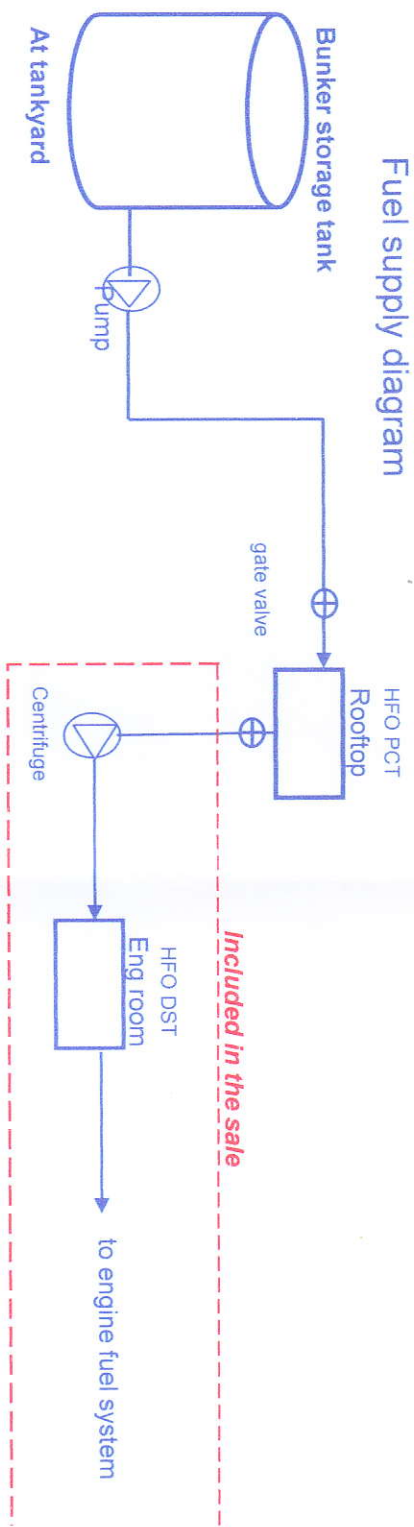 Fuel supply diagram
Bunker storage tank
At tankyard
Pump
gate valve
HFO PCT
Rooftop
Included in the sale
Centrifuge
HFO DST
Eng room
to engine fuel system